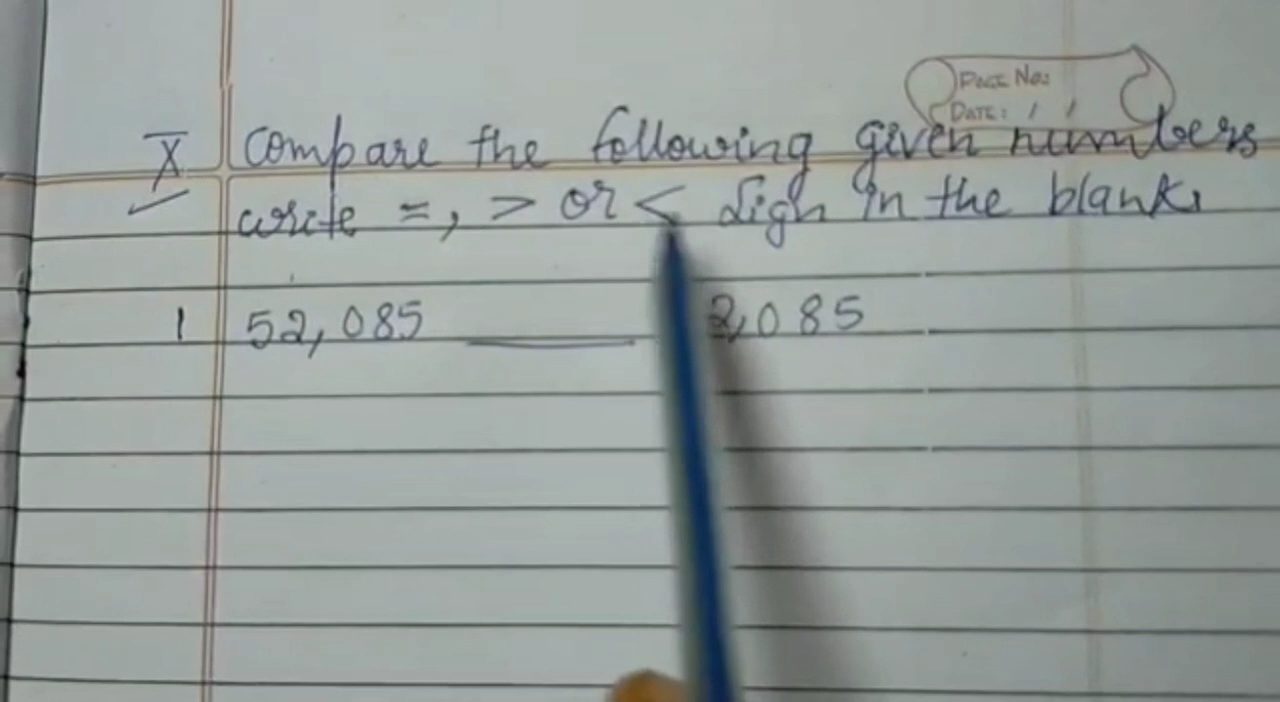 PAGE NO.:
DATE: / /
X Compare the following given numbers
write =, > or < sign in the blank.
1 52,085 ______ 2,085